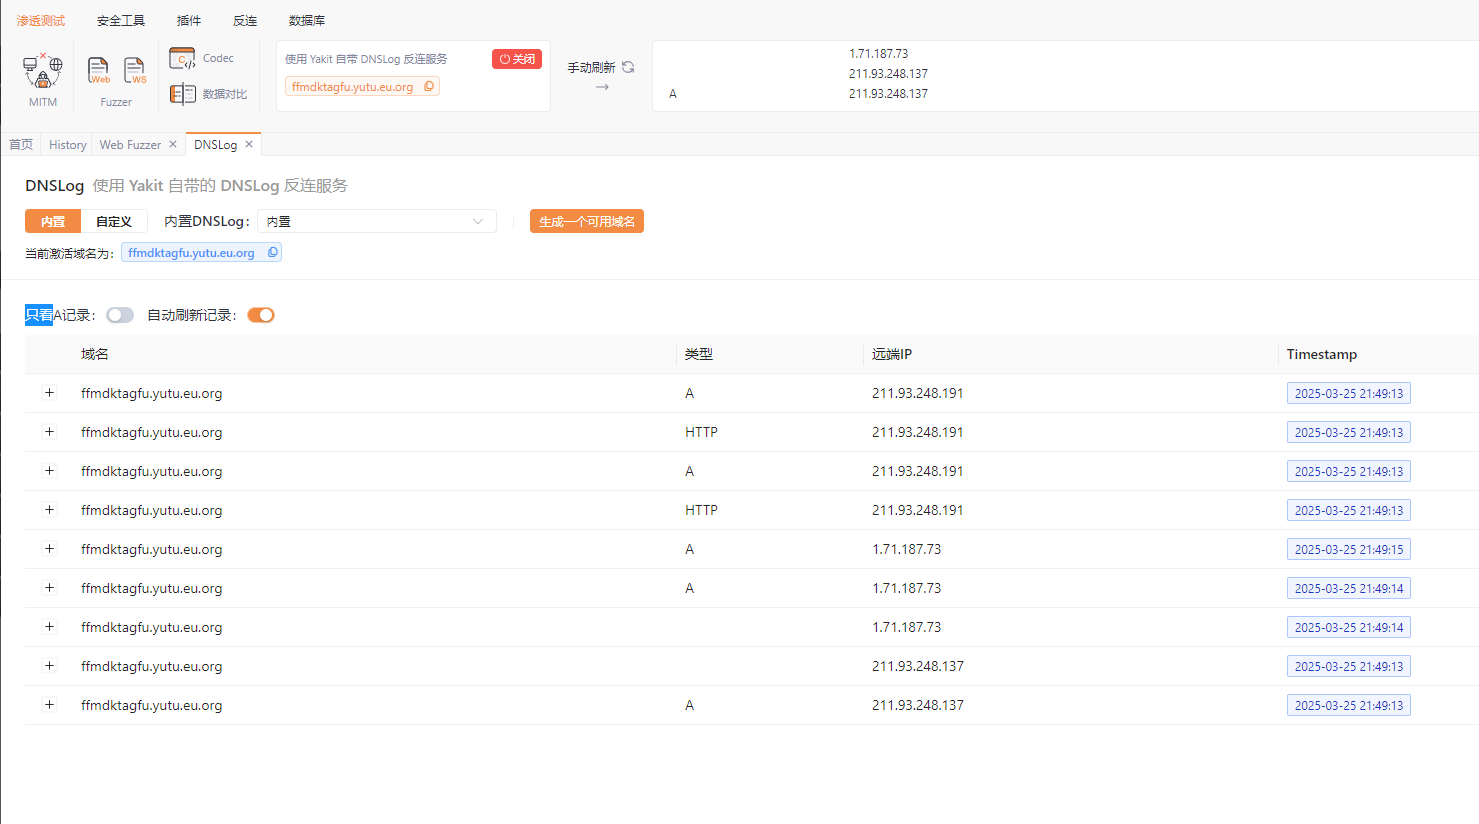 渗透测试 安全工具 插件 反连 数据库
MITM
Web WS
Fuzzer
Codec
数据对比
使用 Yakit 自带 DNSLog 反连服务 关闭
ffmdktagfu.yutu.eu.org
手动刷新
1.71.187.73
211.93.248.137
A 211.93.248.137
首页 History Web Fuzzer DNSLog
DNSLog 使用 Yakit 自带的 DNSLog 反连服务
内置 自定义 内置DNSLog: 内置 生成一个可用域名
当前激活域名为: ffmdktagfu.yutu.eu.org
只看A记录: 自动刷新记录:
域名 类型 远端IP Timestamp
ffmdktagfu.yutu.eu.org A 211.93.248.191 2025-03-25 21:49:13
ffmdktagfu.yutu.eu.org HTTP 211.93.248.191 2025-03-25 21:49:13
ffmdktagfu.yutu.eu.org A 211.93.248.191 2025-03-25 21:49:13
ffmdktagfu.yutu.eu.org HTTP 211.93.248.191 2025-03-25 21:49:13
ffmdktagfu.yutu.eu.org A 1.71.187.73 2025-03-25 21:49:15
ffmdktagfu.yutu.eu.org A 1.71.187.73 2025-03-25 21:49:14
ffmdktagfu.yutu.eu.org 1.71.187.73 2025-03-25 21:49:14
ffmdktagfu.yutu.eu.org 211.93.248.137 2025-03-25 21:49:13
ffmdktagfu.yutu.eu.org A 211.93.248.137 2025-03-25 21:49:13